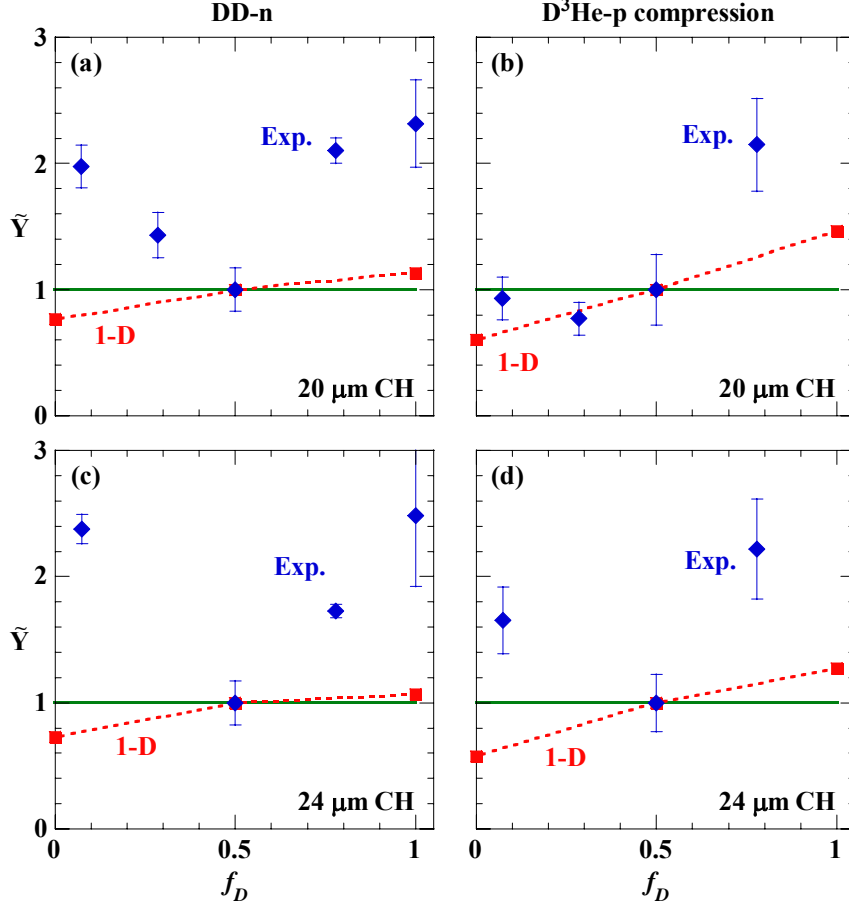 DD-n
D³He-p compression
3
(a)
(b)
Exp.
Exp.
2
Ỹ
1
1-D
1-D
20 μm CH
20 μm CH
0
3
(c)
(d)
Exp.
Exp.
2
Ỹ
1
1-D
1-D
24 μm CH
24 μm CH
0
0
0.5
1
0
0.5
1
f_D
f_D